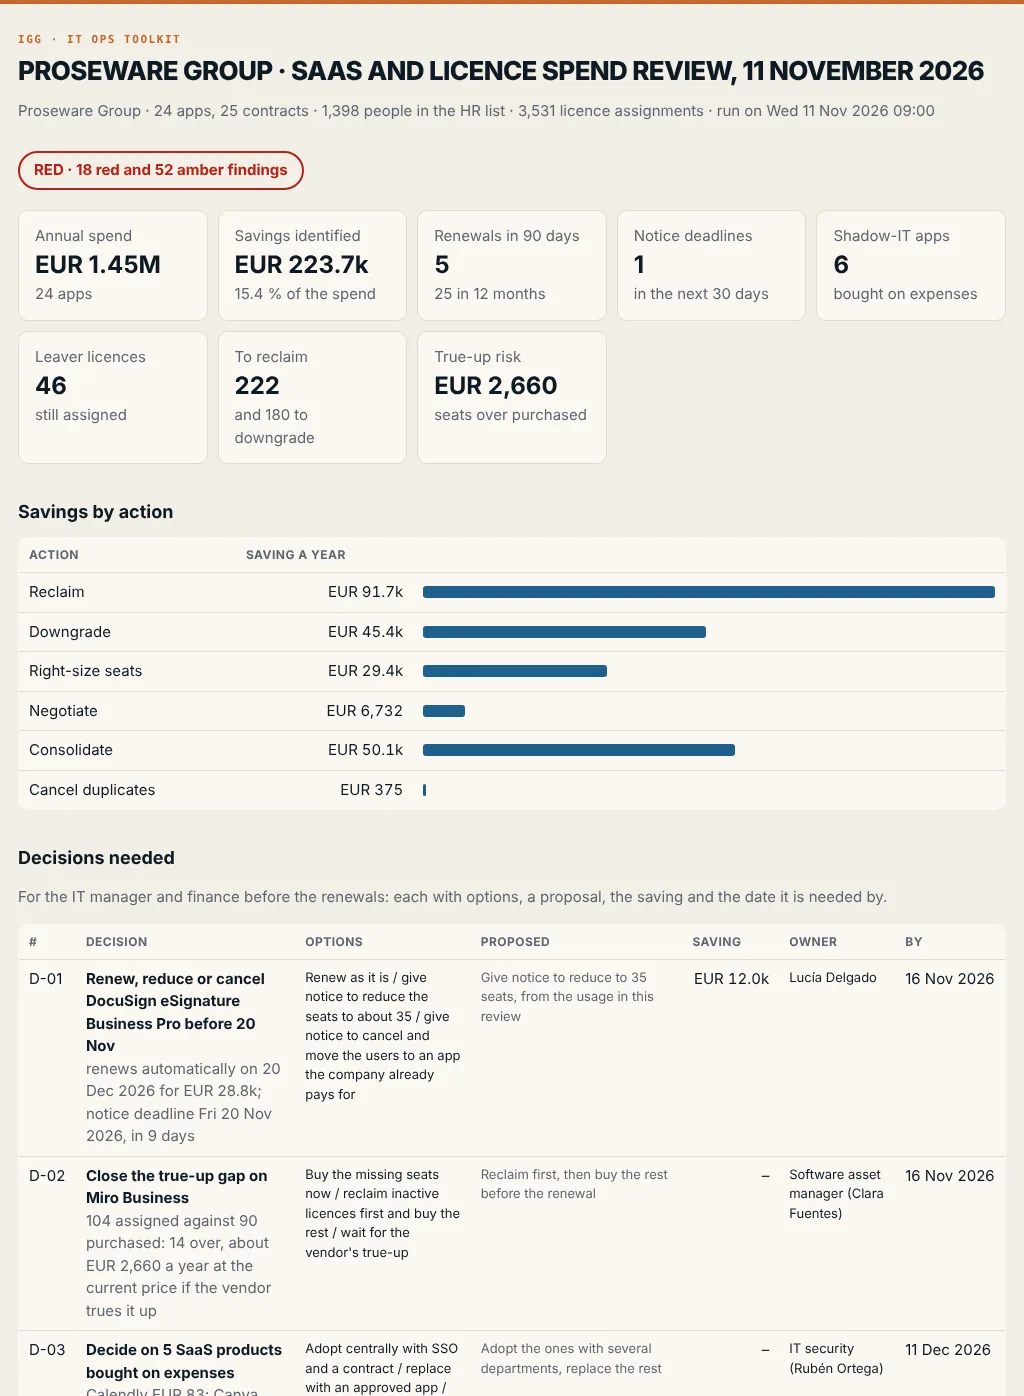 IGG · IT OPS TOOLKIT
PROSEWARE GROUP · SAAS AND LICENCE SPEND REVIEW, 11 NOVEMBER 2026
Proseware Group · 24 apps, 25 contracts · 1,398 people in the HR list · 3,531 licence assignments · run on Wed 11 Nov 2026 09:00
RED · 18 red and 52 amber findings
Annual spend
EUR 1.45M
24 apps
Savings identified
EUR 223.7k
15.4 % of the spend
Renewals in 90 days
5
25 in 12 months
Notice deadlines
1
in the next 30 days
Shadow-IT apps
6
bought on expenses
Leaver licences
46
still assigned
To reclaim
222
and 180 to
downgrade
True-up risk
EUR 2,660
seats over purchased
Savings by action
ACTION SAVING A YEAR
Reclaim EUR 91.7k
Downgrade EUR 45.4k
Right-size seats EUR 29.4k
Negotiate EUR 6,732
Consolidate EUR 50.1k
Cancel duplicates EUR 375
Decisions needed
For the IT manager and finance before the renewals: each with options, a proposal, the saving and the date it is needed by.
# DECISION OPTIONS PROPOSED SAVING OWNER BY
D-01
Renew, reduce or cancel
DocuSign eSignature
Business Pro before 20
Nov
renews automatically on 20
Dec 2026 for EUR 28.8k;
notice deadline Fri 20 Nov
2026, in 9 days
Renew as it is / give
notice to reduce the
seats to about 35 / give
notice to cancel and
move the users to an app
the company already
pays for
Give notice to reduce to 35
seats, from the usage in this
review
EUR 12.0k
Lucía Delgado
16 Nov 2026
D-02
Close the true-up gap on
Miro Business
104 assigned against 90
purchased: 14 over, about
EUR 2,660 a year at the
current price if the vendor
trues it up
Buy the missing seats
now / reclaim inactive
licences first and buy the
rest / wait for the
vendor's true-up
Reclaim first, then buy the rest
before the renewal
–
Software asset
manager (Clara
Fuentes)
16 Nov 2026
D-03
Decide on 5 SaaS products
bought on expenses
Calendly EUR 83; Canva
Adopt centrally with SSO
and a contract / replace
with an approved app /
Adopt the ones with several
departments, replace the rest
–
IT security
(Rubén Ortega)
11 Dec 2026